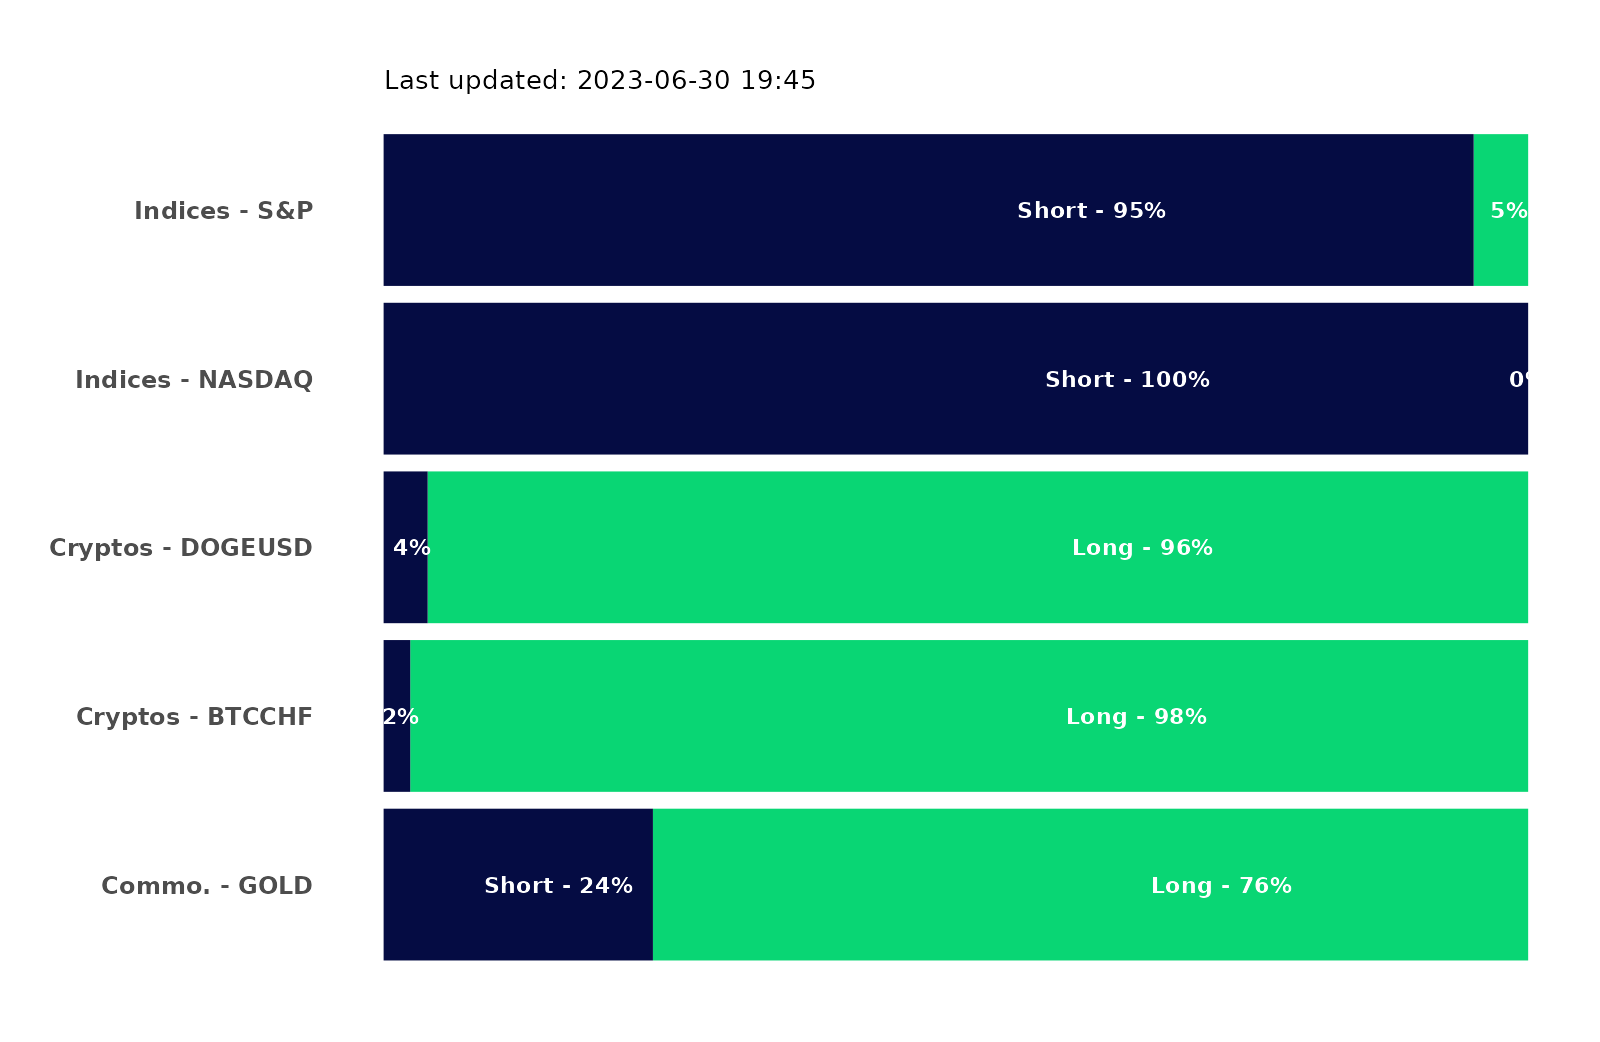 Last updated: 2023-06-30 19:45
Indices - S&P Short - 95% 5%
Indices - NASDAQ Short - 100% 0%
Cryptos - DOGEUSD 4% Long - 96%
Cryptos - BTCCHF 2% Long - 98%
Commo. - GOLD Short - 24% Long - 76%